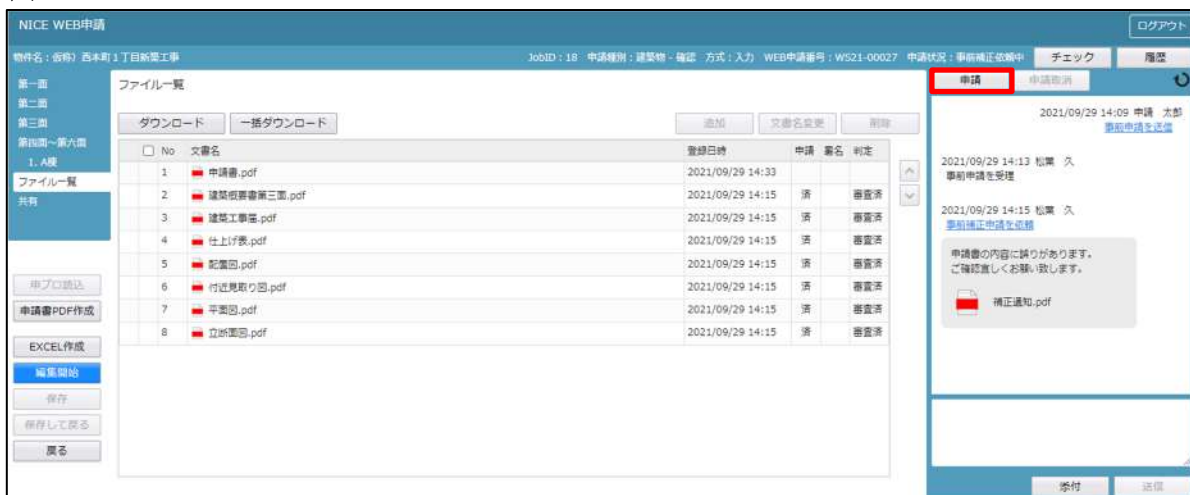 NICE WEB申請
ログアウト
物件名：仮称）西本町１丁目新築工事
JobID：18 申請種別：建築物 - 確認 方式：入力 WEB申請番号：WS21-00027 申請状況：事前補正依頼中
チェック
履歴
第一面
第二面
第三面
第四面～第六面
1. A棟
ファイル一覧
共有
申プロ読込
申請書PDF作成
EXCEL作成
編集開始
保存
保存して戻る
戻る
ファイル一覧
ダウンロード 一括ダウンロード 追加 文書名変更 削除
No 文書名 登録日時 申請 署名 判定
1 申請書.pdf 2021/09/29 14:33
2 建築概要書第三面.pdf 2021/09/29 14:15 済 審査済
3 建築工事届.pdf 2021/09/29 14:15 済 審査済
4 仕上げ表.pdf 2021/09/29 14:15 済 審査済
5 配置図.pdf 2021/09/29 14:15 済 審査済
6 付近見取り図.pdf 2021/09/29 14:15 済 審査済
7 平面図.pdf 2021/09/29 14:15 済 審査済
8 立断面図.pdf 2021/09/29 14:15 済 審査済
申請 申請取消
2021/09/29 14:09 申請 太郎
事前申請を送信
2021/09/29 14:13 松葉 久
事前申請を受理
2021/09/29 14:15 松葉 久
事前補正申請を依頼
申請書の内容に誤りがあります。
ご確認宜しくお願い致します。
補正通知.pdf
添付 送信